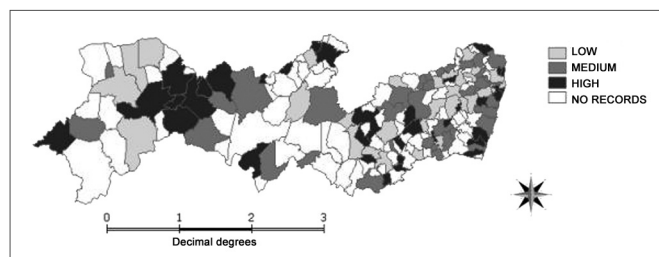 LOW
MEDIUM
HIGH
NO RECORDS
0 1 2 3
Decimal degrees